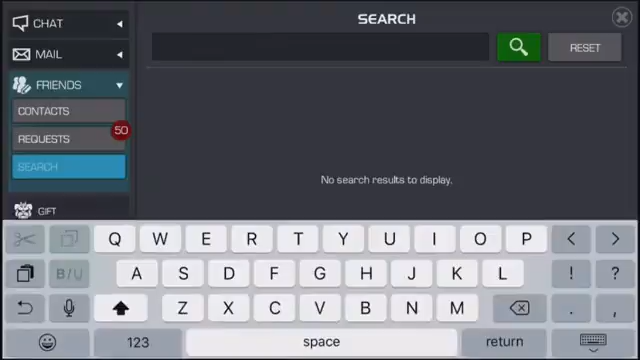 CHAT
SEARCH
MAIL
RESET
FRIENDS
CONTACTS
50
REQUESTS
SEARCH
No search results to display.
GIFT
Q W E R T Y U I O P < >
B/U A S D F G H J K L ! ?
Z X C V B N M . ,
123 space return